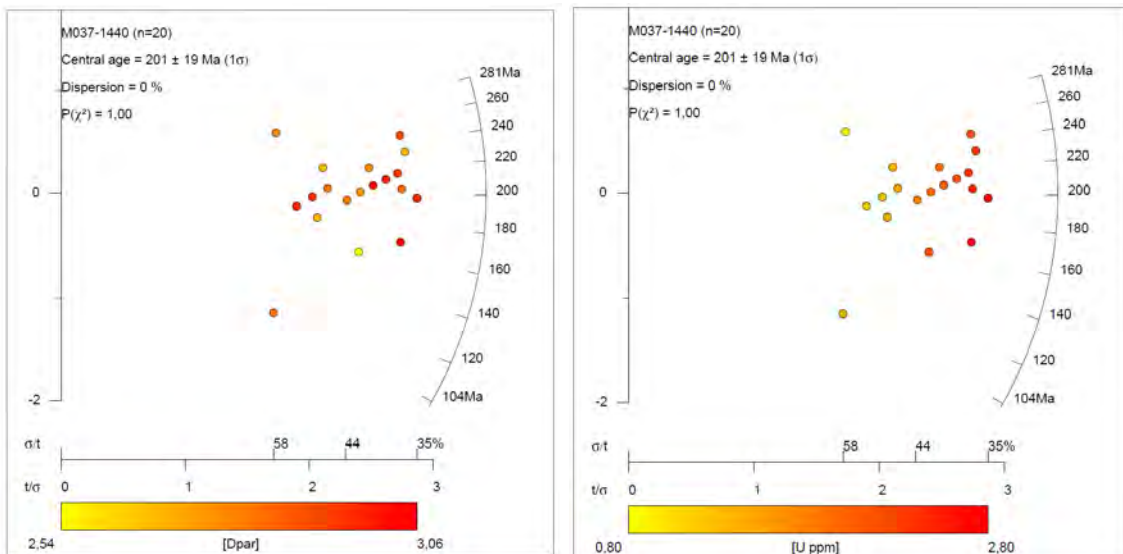 M037-1440 (n=20)
Central age = 201 ± 19 Ma (1σ)
Dispersion = 0 %
P(χ²) = 1,00
281Ma
260
240
220
0
200
180
160
140
120
-2
104Ma
σ/t
58
44
35%
t/σ
0
1
2
3
2,54
[Dpar]
3,06
M037-1440 (n=20)
Central age = 201 ± 19 Ma (1σ)
Dispersion = 0 %
P(χ²) = 1,00
281Ma
260
240
220
0
200
180
160
140
120
-2
104Ma
σ/t
58
44
35%
t/σ
0
1
2
3
0,80
[U ppm]
2,80